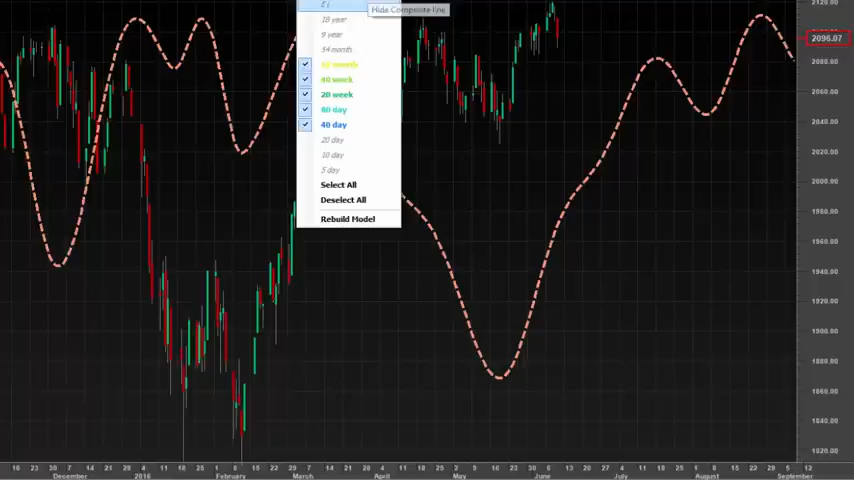 Hide Composite line
18 year
9 year
54 month
40 week
20 week
80 day
40 day
20 day
10 day
5 day
Select All
Deselect All
Rebuild Model
2120.00
2096.07
2080.00
2060.00
2040.00
2020.00
2000.00
1980.00
1960.00
1940.00
1920.00
1900.00
1880.00
1860.00
1840.00
1820.00
16 23 30 7 14 21 28 4 11 18 25 1 8 15 22 7 14 21 28 4 11 18 25 2 9 16 23 30 6 13 20 27 5 11 18 25 1 8 15 22 29 5 12
December 2016 February March April May June July August September